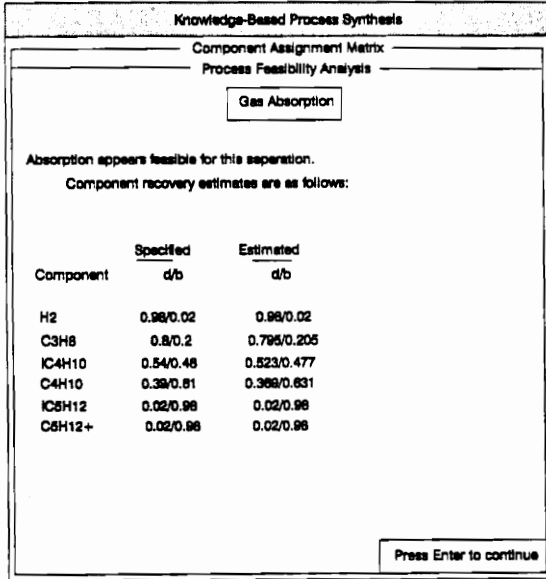 Knowledge-Based Process Synthesis
Component Assignment Matrix
Process Feasibility Analysis
Gas Absorption
Absorption appears feasible for this separation.
Component recovery estimates are as follows:
Specified Estimated
Component d/b d/b
H2 0.98/0.02 0.98/0.02
C3H8 0.8/0.2 0.795/0.205
IC4H10 0.54/0.46 0.523/0.477
C4H10 0.39/0.61 0.369/0.631
IC5H12 0.02/0.98 0.02/0.98
C5H12+ 0.02/0.98 0.02/0.98
Press Enter to continue